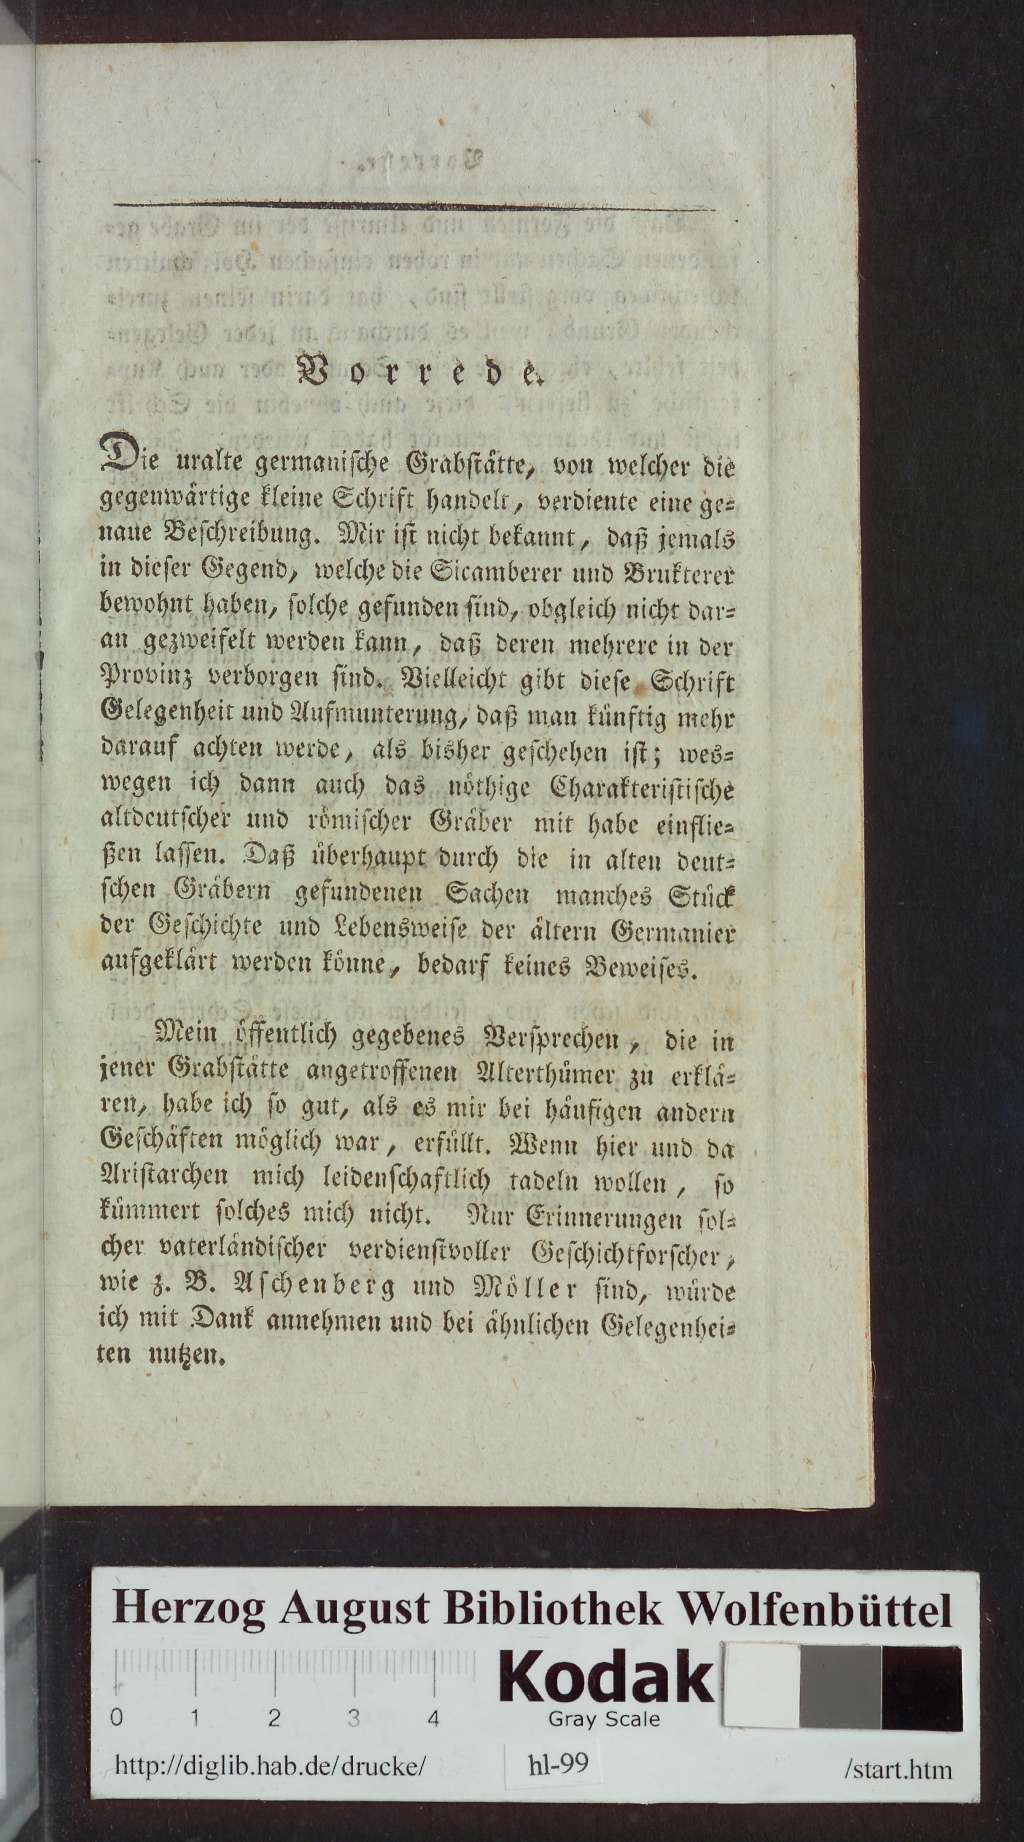 Vorrede.
Die uralte germanische Grabstätte, von welcher die
gegenwärtige kleine Schrift handelt, verdiente eine ge-
naue Beschreibung. Mir ist nicht bekannt, daß jemals
in dieser Gegend, welche die Sicamberer und Brukterer
bewohnt haben, solche gefunden sind, obgleich nicht dar-
an gezweifelt werden kann, daß deren mehrere in der
Provinz verborgen sind. Vielleicht gibt diese Schrift
Gelegenheit und Aufmunterung, daß man künftig mehr
darauf achten werde, als bisher geschehen ist; wes-
wegen ich dann auch das nöthige Charakteristische
altdeutscher und römischer Gräber mit habe einflie-
ßen lassen. Daß überhaupt durch die in alten deut-
schen Gräbern gefundenen Sachen manches Stück
der Geschichte und Lebensweise der ältern Germanier
aufgeklärt werden könne, bedarf keines Beweises.
Mein öffentlich gegebenes Versprechen, die in
jener Grabstätte angetroffenen Alterthümer zu erklä-
ren, habe ich so gut, als es mir bei häufigen andern
Geschäften möglich war, erfüllt. Wenn hier und da
Aristarchen mich leidenschaftlich tadeln wollen, so
kümmert solches mich nicht. Nur Erinnerungen sol-
cher vaterländischer verdienstvoller Geschichtforscher,
wie z. B. Aschenberg und Möller sind, würde
ich mit Dank annehmen und bei ähnlichen Gelegenhei-
ten nutzen.
Herzog August Bibliothek Wolfenbüttel
Kodak
0 1 2 3 4
Gray Scale
http://diglib.hab.de/drucke/ hl-99 /start.htm